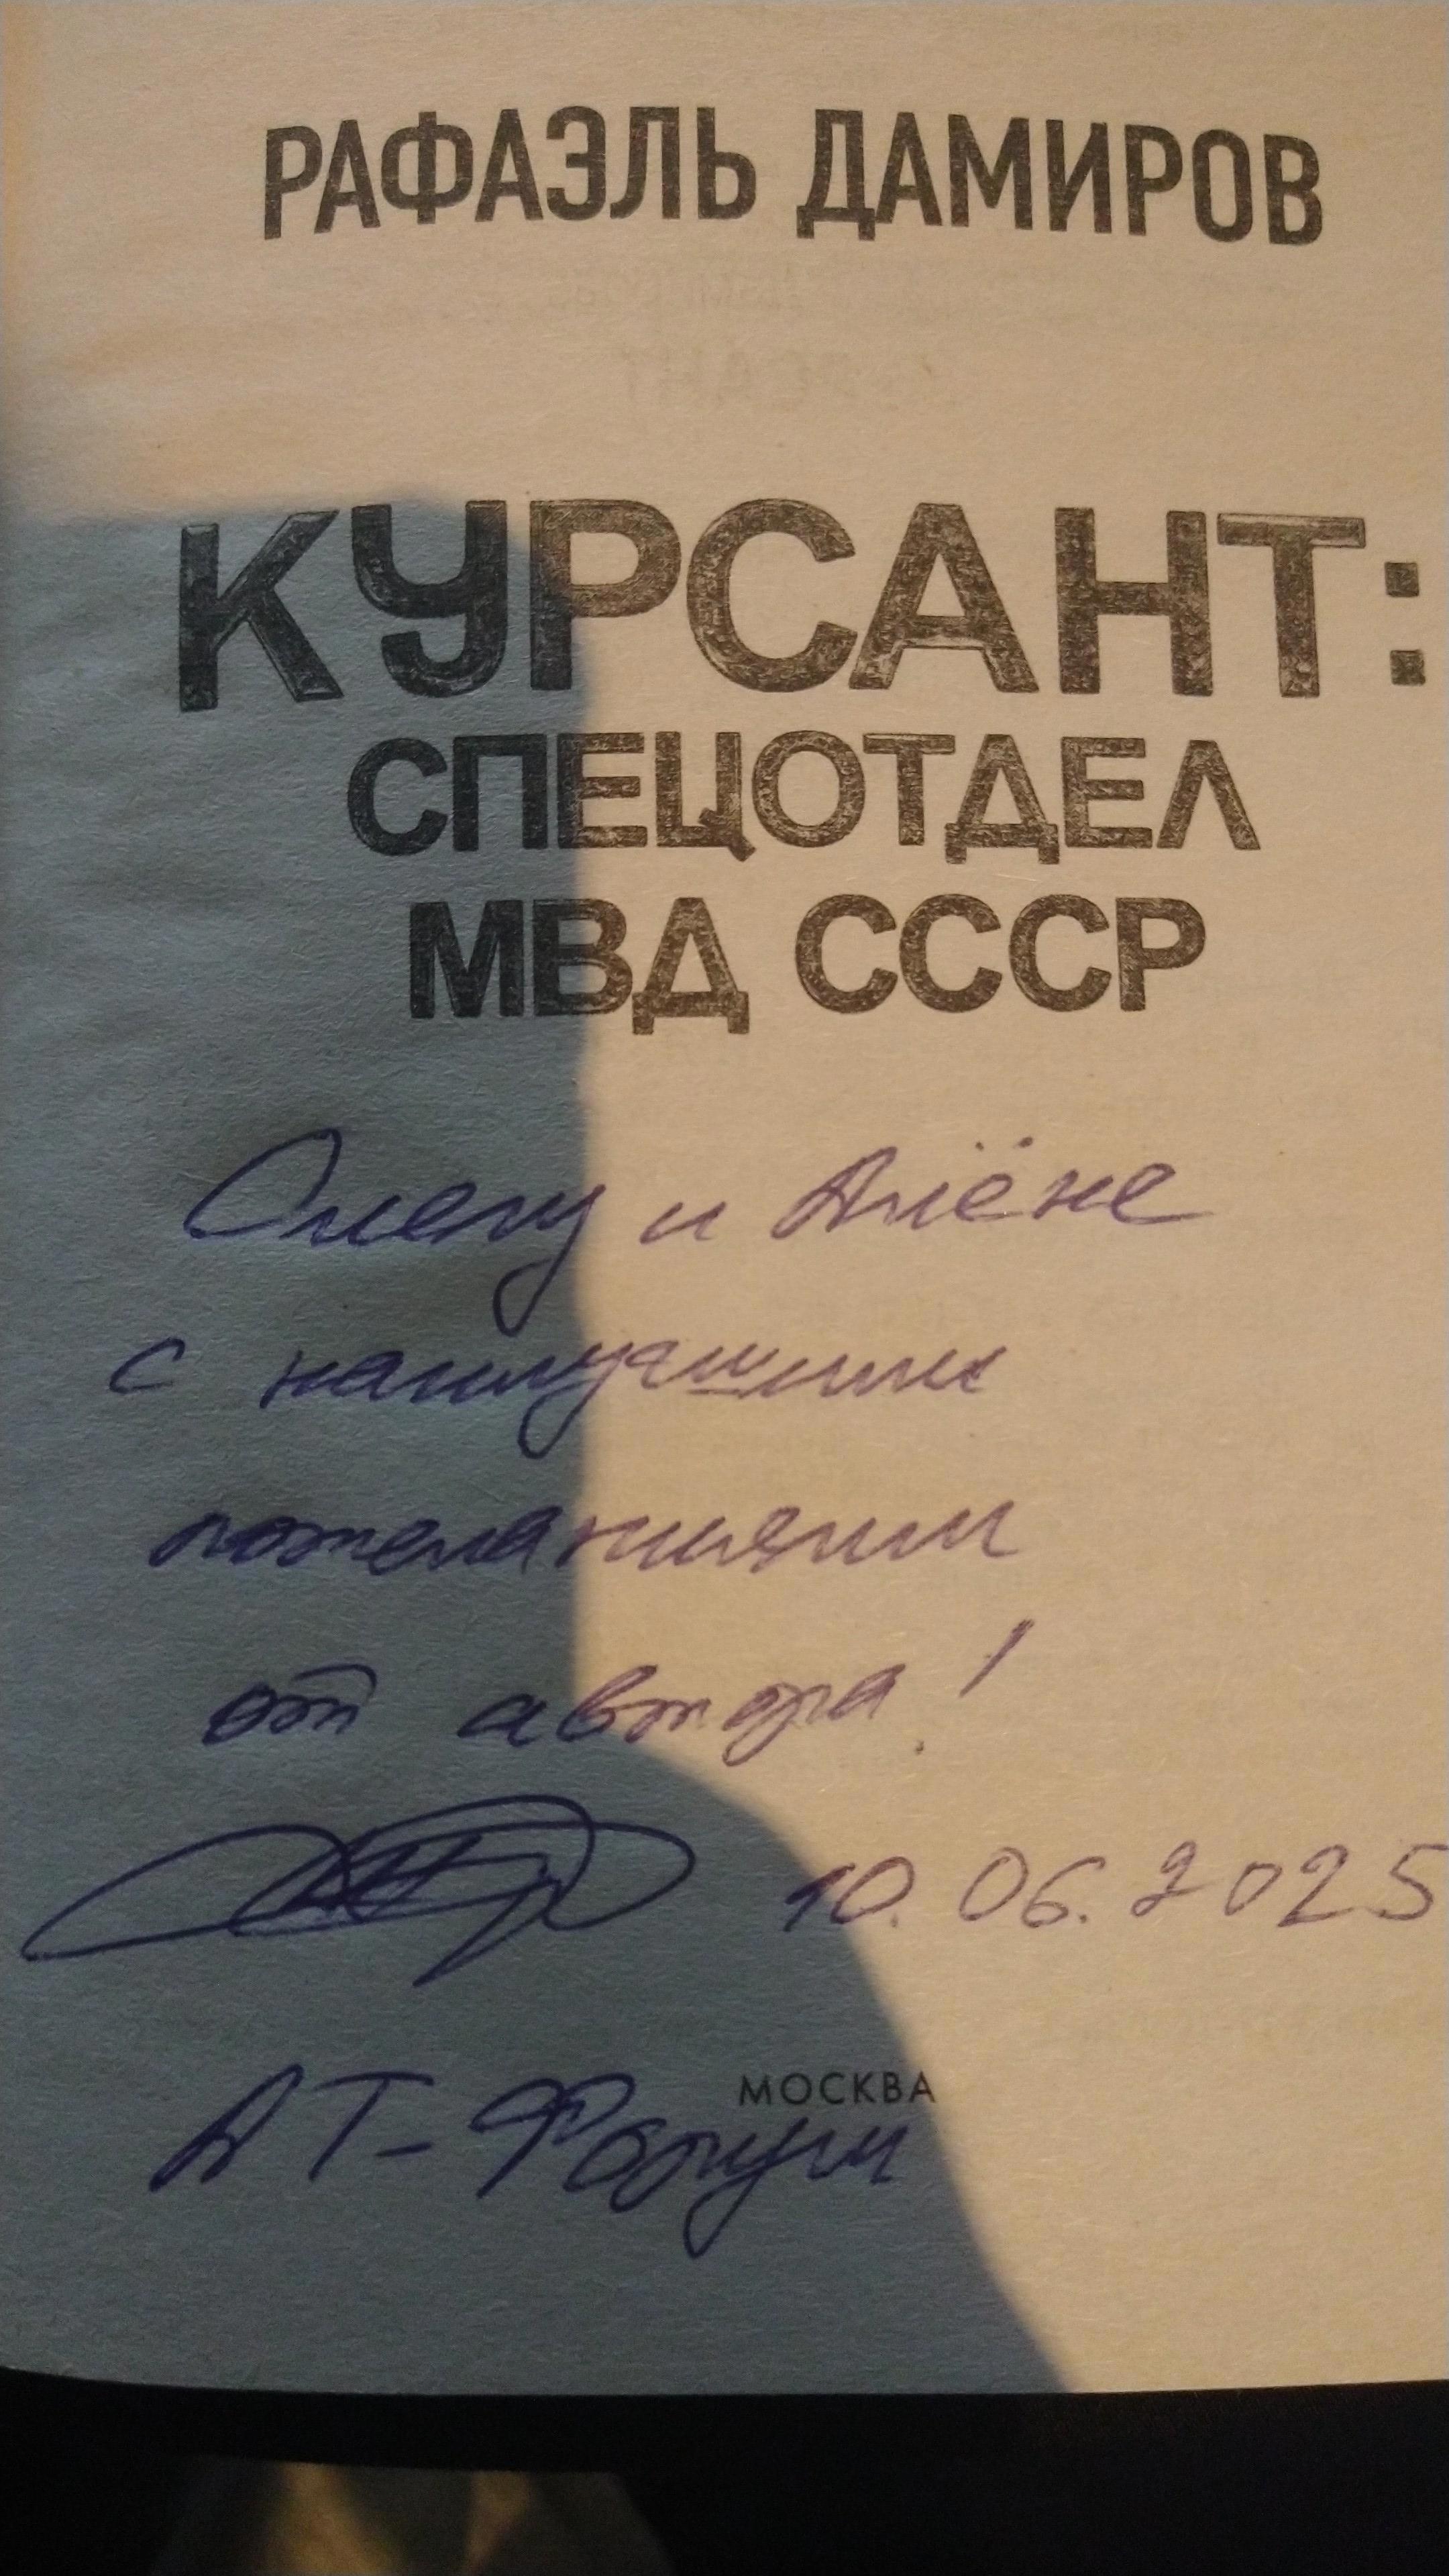 РАФАЭЛЬ ДАМИРОВ
КУРСАНТ:
СПЕЦОТДЕЛ
МВД СССР
Олегу и Алёне
с наилучшими
пожеланиями
от автора!
10.06.2025
МОСКВА
АТ-Форум